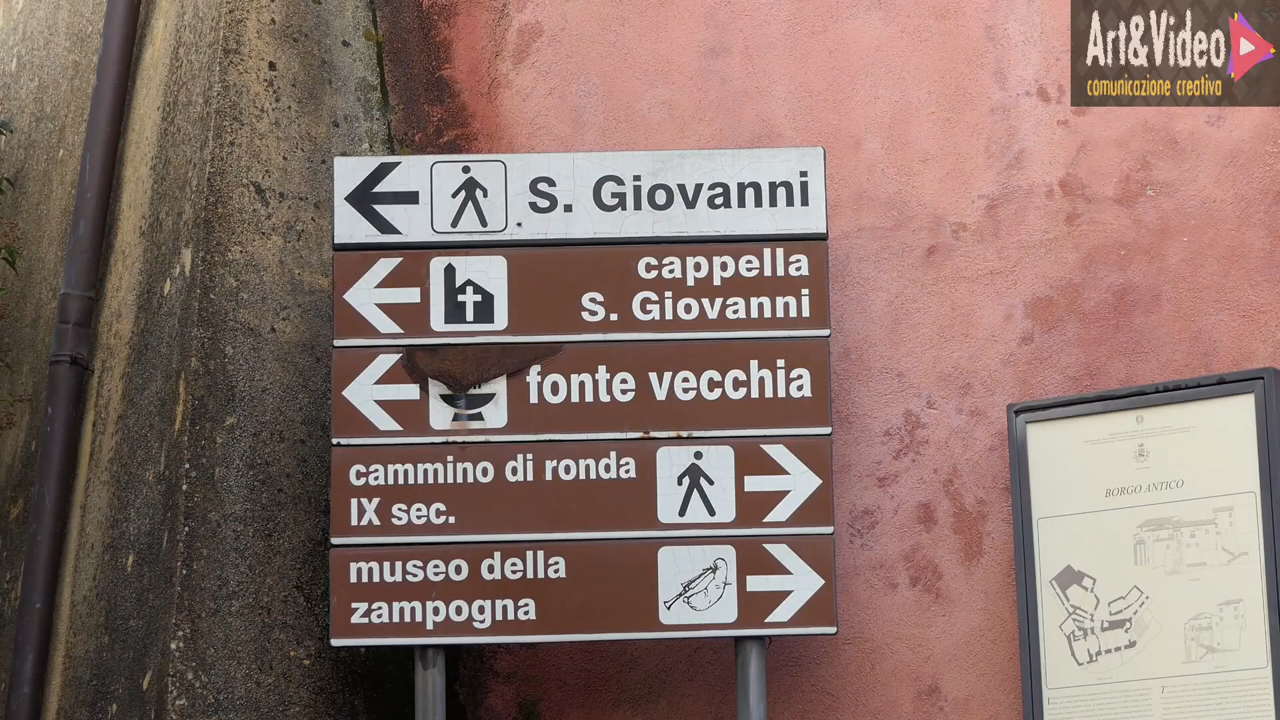 Art&Video
comunicazione creativa
S. Giovanni
cappella
S. Giovanni
fonte vecchia
cammino di ronda
IX sec.
museo della
zampogna
BORGO ANTICO